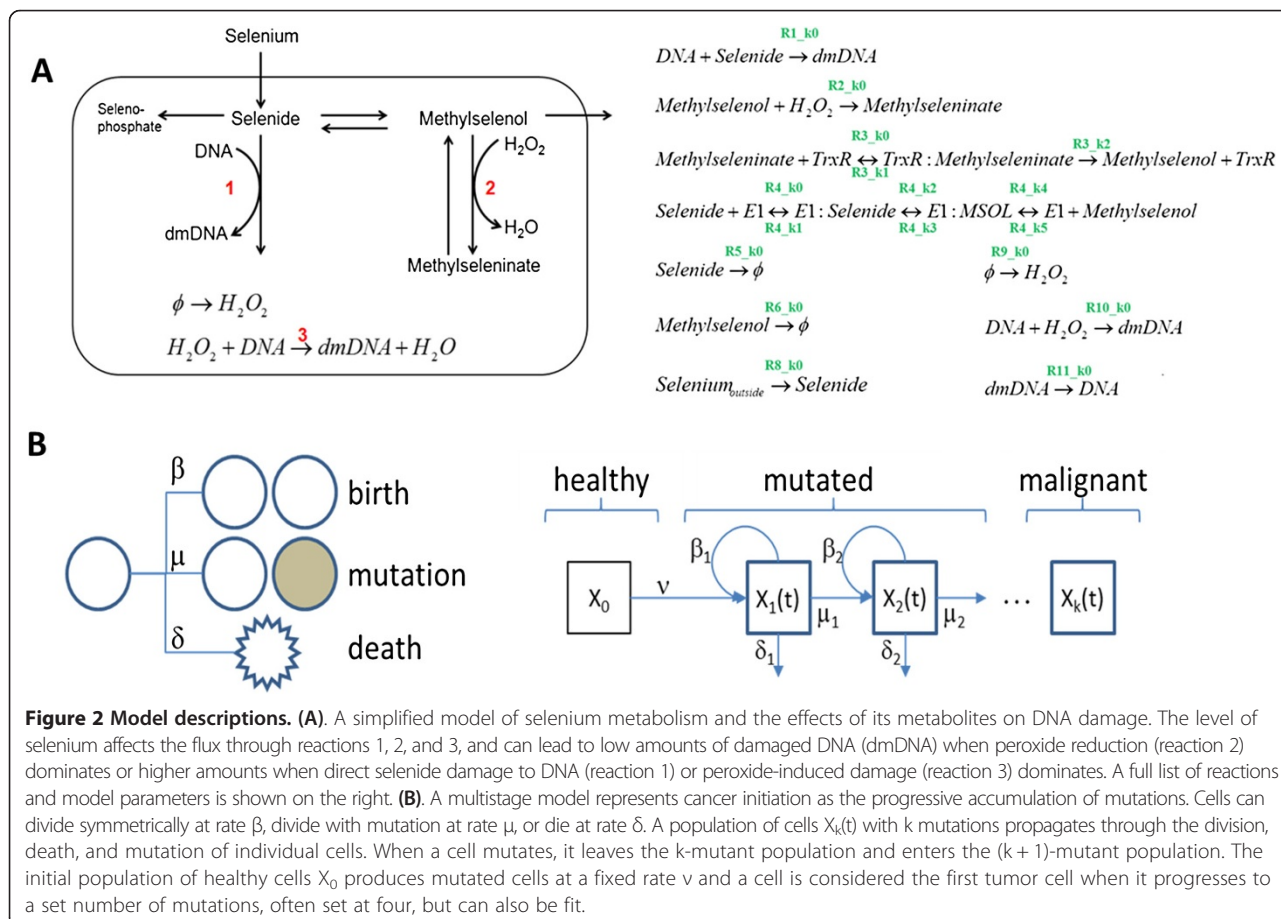 A
Selenium
Seleno-
phosphate
Selenide
Methylselenol
DNA
H₂O₂
1
2
dmDNA
H₂O
Methylseleninate
ϕ → H₂O₂
3
H₂O₂ + DNA → dmDNA + H₂O
R1_k0
DNA + Selenide → dmDNA
R2_k0
Methylselenol + H₂O₂ → Methylseleninate
R3_k0 R3_k2
Methylseleninate + TrxR ↔ TrxR : Methylseleninate → Methylselenol + TrxR
R3_k1
R4_k0 R4_k2 R4_k4
Selenide + E1 ↔ E1 : Selenide ↔ E1 : MSOL ↔ E1 + Methylselenol
R4_k1 R4_k3 R4_k5
R5_k0 R9_k0
Selenide → ϕ ϕ → H₂O₂
R6_k0 R10_k0
Methylselenol → ϕ DNA + H₂O₂ → dmDNA
R8_k0 R11_k0
Selenium_outside → Selenide dmDNA → DNA
B
β birth
μ mutation
δ death
healthy mutated malignant
β₁ β₂
X₀ ν X₁(t) μ₁ X₂(t) μ₂ ... X_k(t)
δ₁ δ₂
Figure 2 Model descriptions. (A). A simplified model of selenium metabolism and the effects of its metabolites on DNA damage. The level of
selenium affects the flux through reactions 1, 2, and 3, and can lead to low amounts of damaged DNA (dmDNA) when peroxide reduction (reaction 2)
dominates or higher amounts when direct selenide damage to DNA (reaction 1) or peroxide-induced damage (reaction 3) dominates. A full list of reactions
and model parameters is shown on the right. (B). A multistage model represents cancer initiation as the progressive accumulation of mutations. Cells can
divide symmetrically at rate β, divide with mutation at rate μ, or die at rate δ. A population of cells X_k(t) with k mutations propagates through the division,
death, and mutation of individual cells. When a cell mutates, it leaves the k-mutant population and enters the (k + 1)-mutant population. The
initial population of healthy cells X₀ produces mutated cells at a fixed rate ν and a cell is considered the first tumor cell when it progresses to
a set number of mutations, often set at four, but can also be fit.